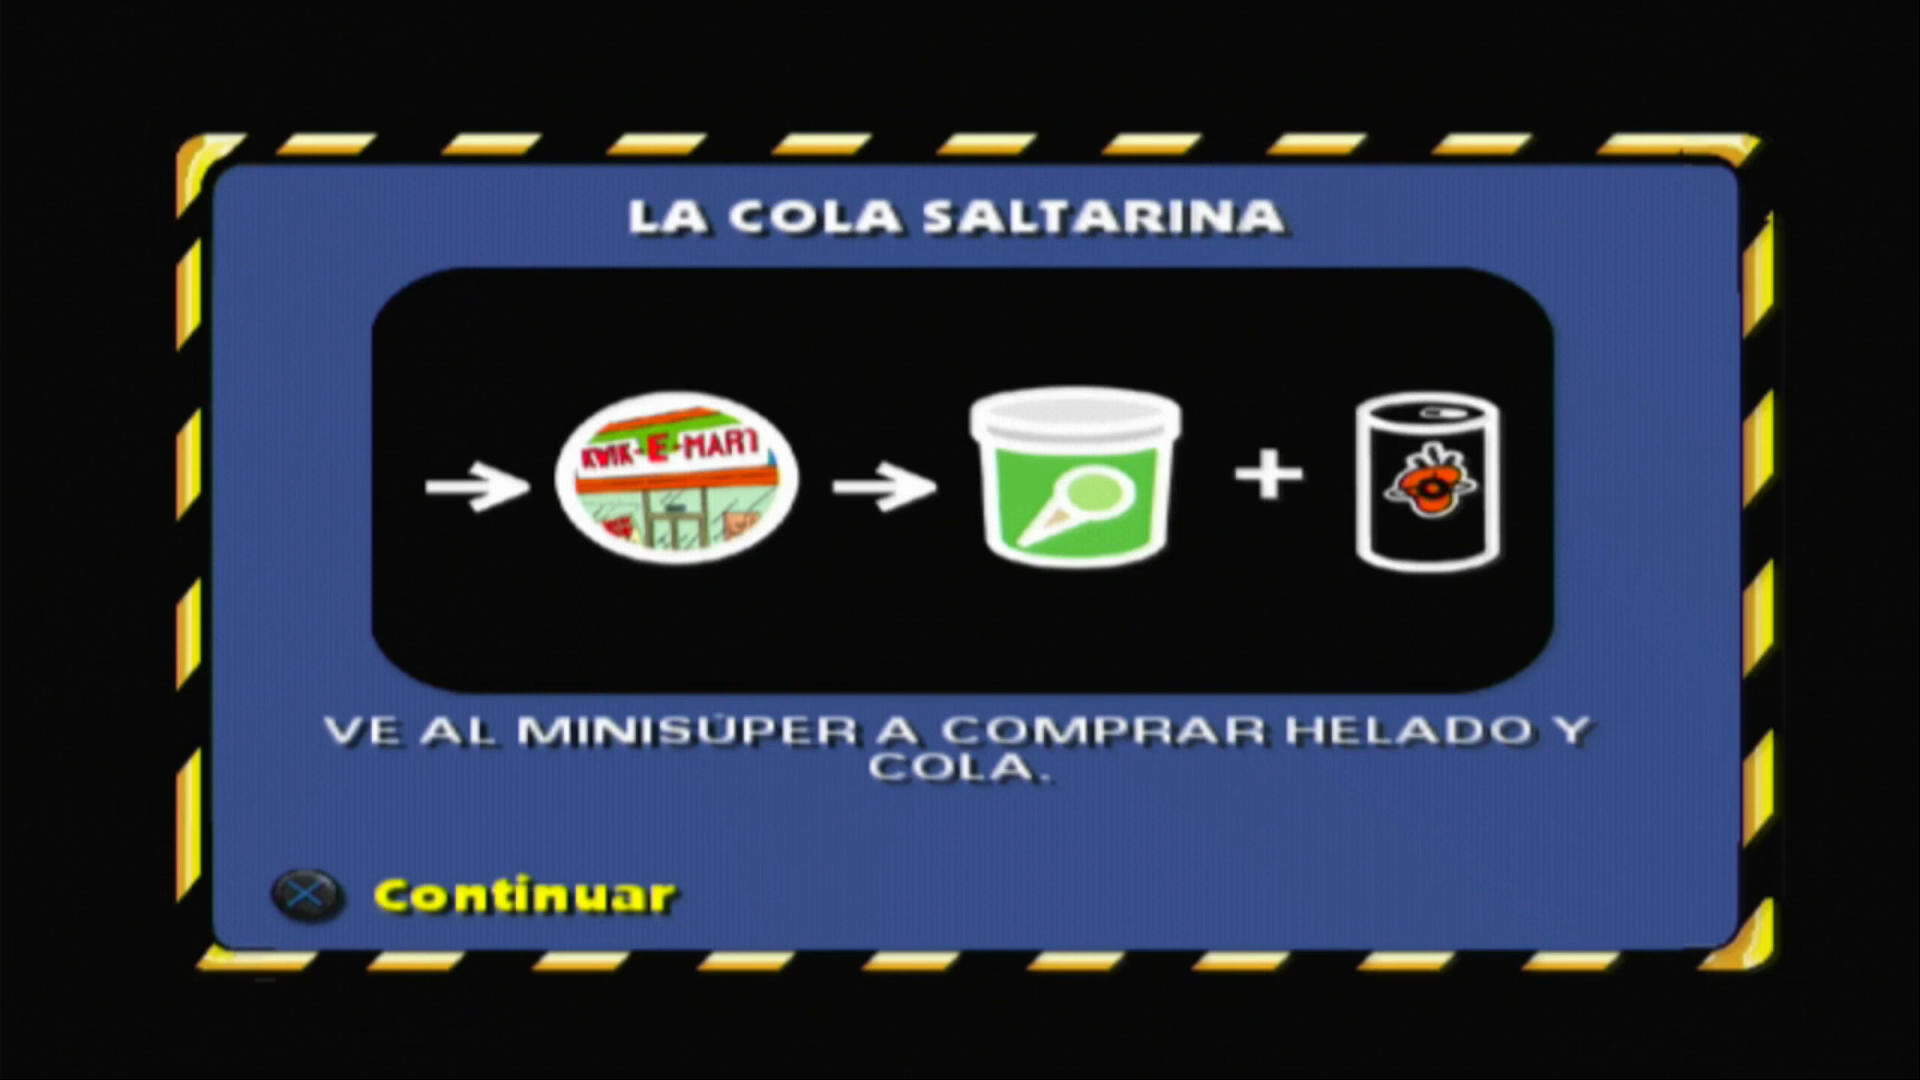 LA COLA SALTARINA
KWIK-E-MART
VE AL MINISÚPER A COMPRAR HELADO Y
COLA.
Continuar